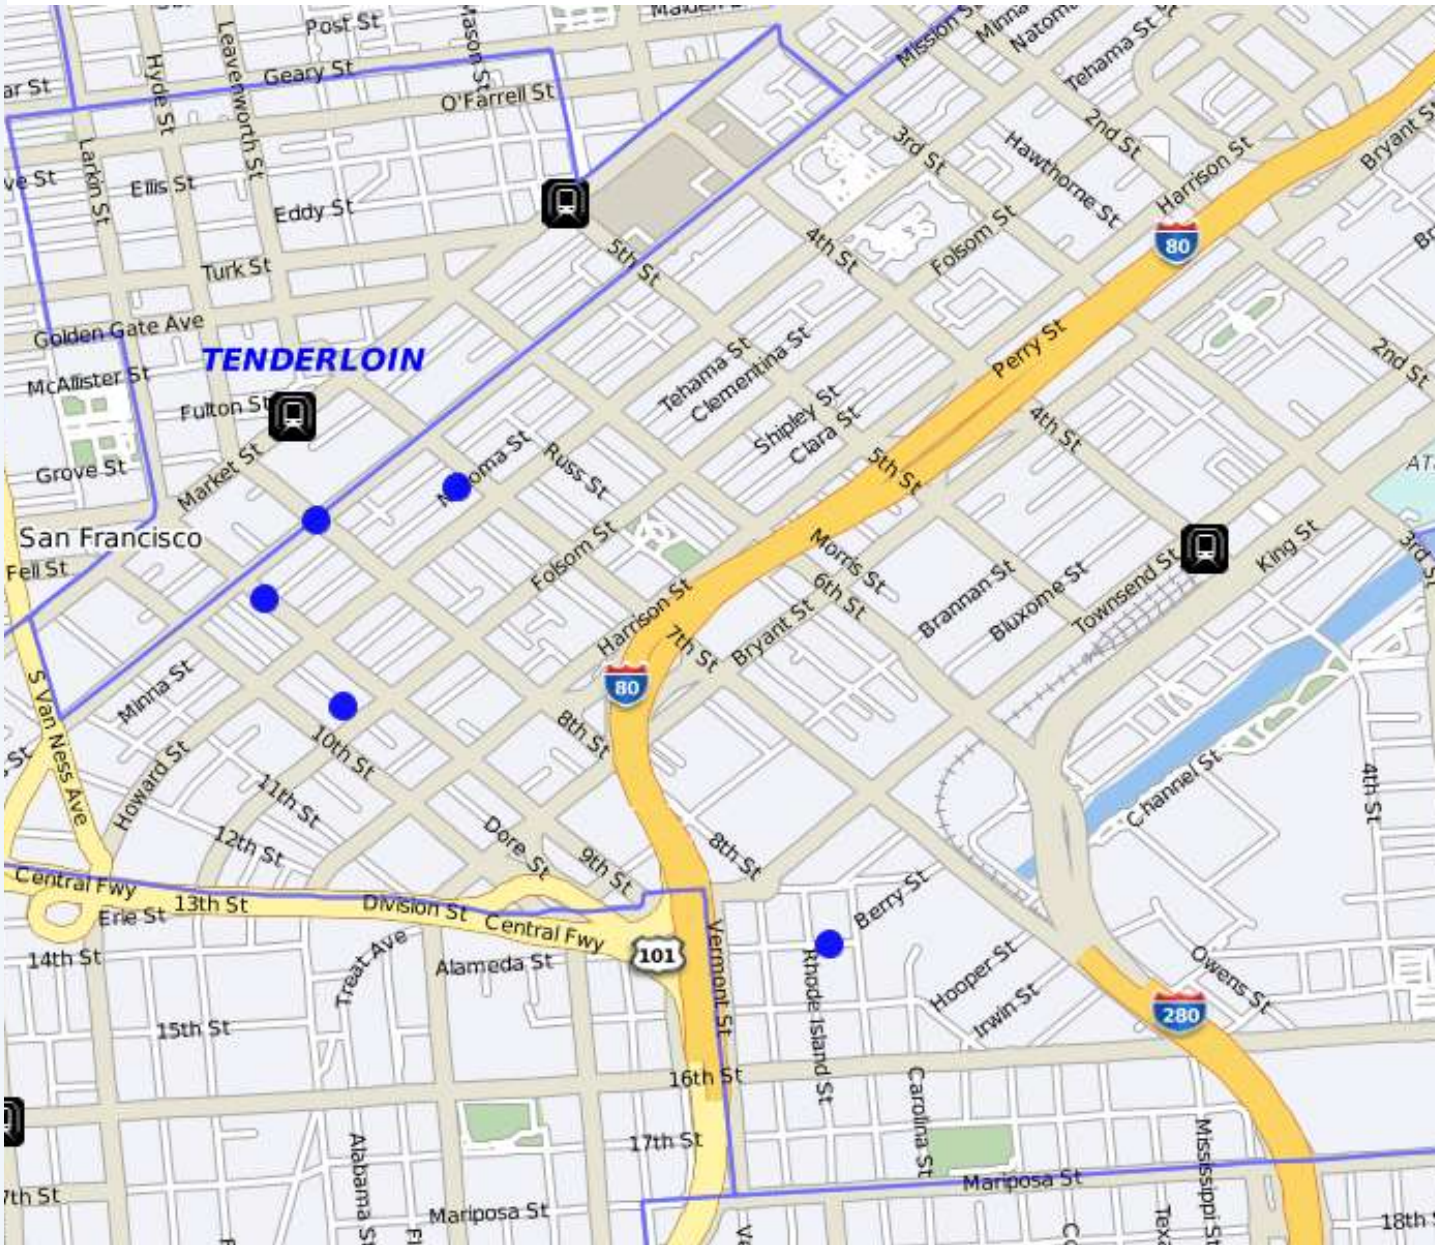 Post St
Mason St
Mission St
Minna
Natoma
Tehama St
Leavenworth St
Hyde St
Geary St
O'Farrell St
ar St
Larkin St
3rd St
2nd St
Hawthorne St
Harrison St
Bryant St
ve St
Ellis St
Eddy St
80
4th St
Folsom St
5th St
Turk St
Golden Gate Ave
TENDERLOIN
McAllister St
Fulton St
Perry St
2nd St
Tehama St
Clementina St
Shipley St
Clara St
4th St
5th St
Grove St
Market St
Natoma St
Russ St
San Francisco
Fell St
Folsom St
Morris St
6th St
Brannan St
Bluxome St
Townsend St
King St
3rd St
Harrison St
7th St
Bryant St
80
Minna St
S Van Ness Ave
8th St
10th St
Howard St
11th St
12th St
Dore St
9th St
8th St
Channel St
4th St
Central Fwy
13th St
Erie St
Division St
Central Fwy
101
Vermont St
Berry St
14th St
Treat Ave
Alameda St
Rhode Island St
Hooper St
Irwin St
Owens St
280
15th St
16th St
Carolina St
17th St
Alabama St
Mississippi St
7th St
Mariposa St
Mariposa St
18th